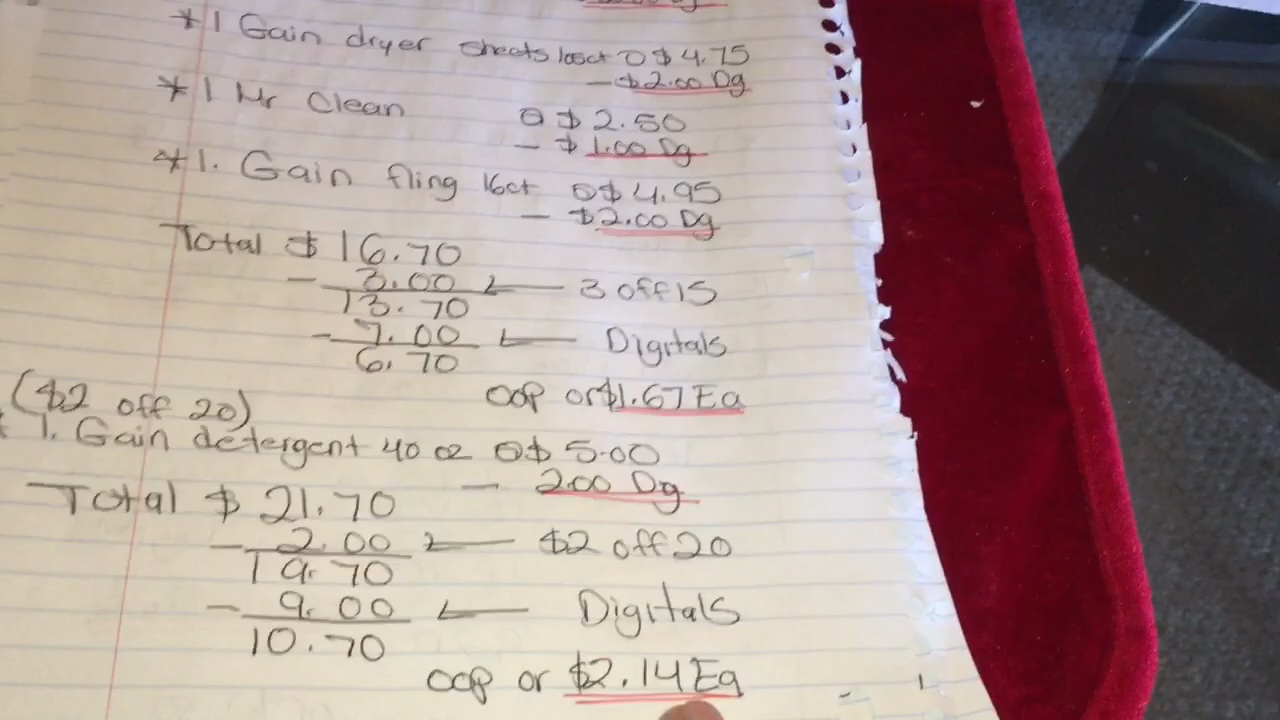 *1 Gain dryer sheets @ $4.75
- $2.00 Dg
*1 Mr Clean @ $2.50
- $1.00 Dg
*1. Gain fling 16ct @ $4.95
- $2.00 Dg
Total $16.70
- 3.00 ← 3 off 15
13.70
- 7.00 ← Digitals
6.70
oop or $1.67 Ea
($2 off 20)
1. Gain detergent 40 oz @ $5.00
- 2.00 Dg
Total $21.70
- 2.00 ← $2 off 20
19.70
- 9.00 ← Digitals
10.70
oop or $2.14 Ea